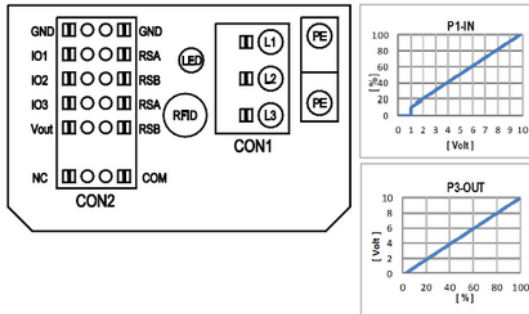 GND GND
IO1 RSA
IO2 RSB
IO3 RSA
Vout RSB
NC COM
CON2
LED
RFID
L1
L2
L3
CON1
PE
PE
P1-IN
[%]
100
80
60
40
20
0
0 1 2 3 4 5 6 7 8 9 10
[ Volt ]
P3-OUT
[ Volt ]
10
8
6
4
2
0
0 20 40 60 80 100
[ % ]